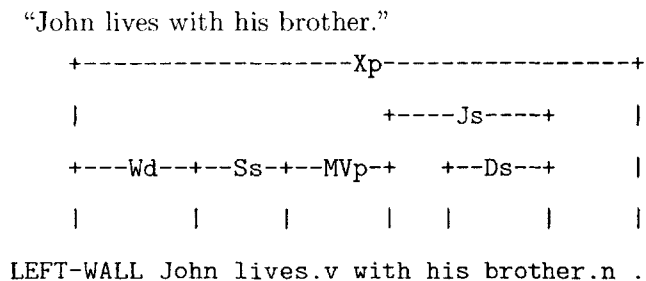 “John lives with his brother.”
+------------------Xp-----------------+
| +----Js----+ |
+---Wd--+--Ss-+--MVp-+ +--Ds---+ |
| | | | | | |
LEFT-WALL John lives.v with his brother.n .